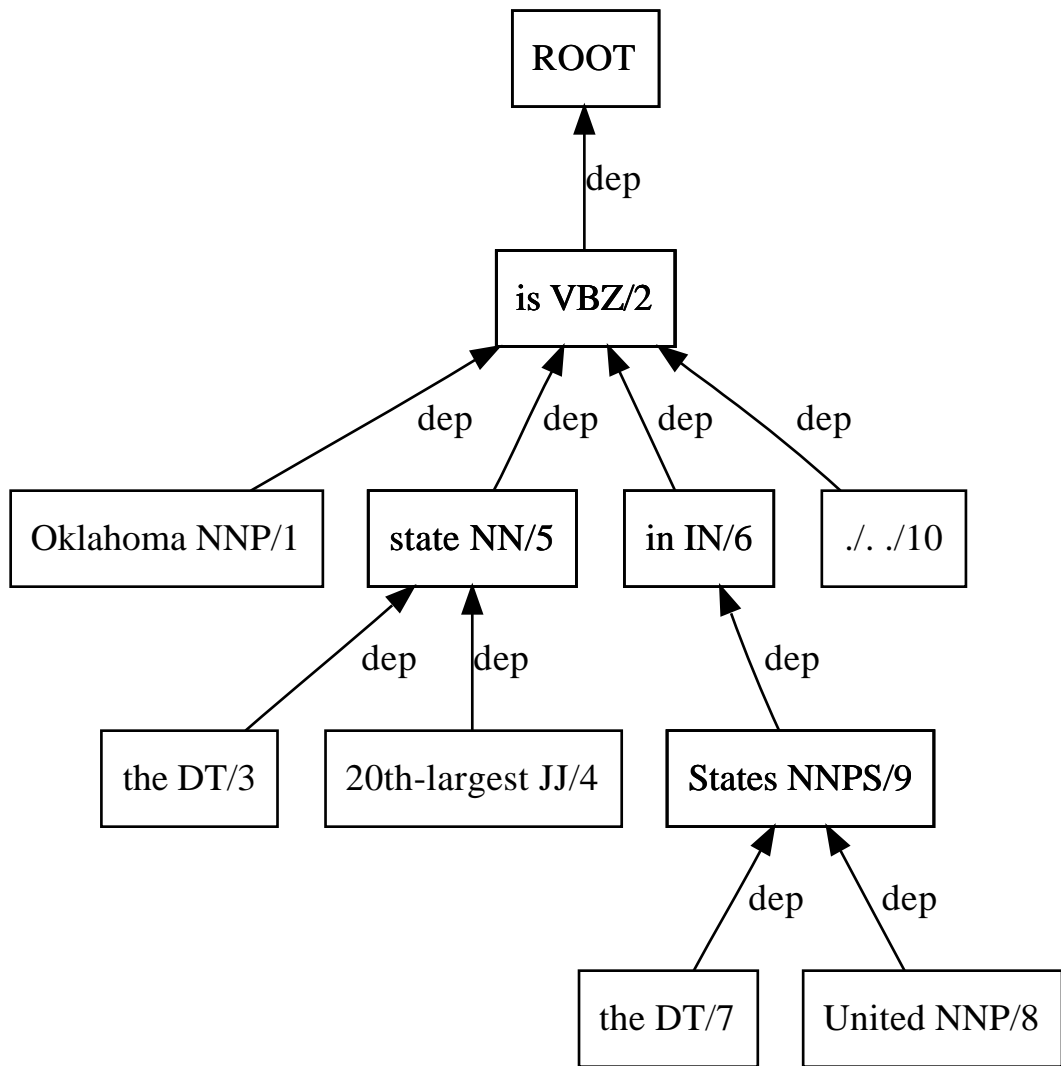 ROOT
dep
is VBZ/2
dep dep dep dep
Oklahoma NNP/1 state NN/5 in IN/6 ./. ./10
dep dep dep
the DT/3 20th-largest JJ/4 States NNPS/9
dep dep
the DT/7 United NNP/8